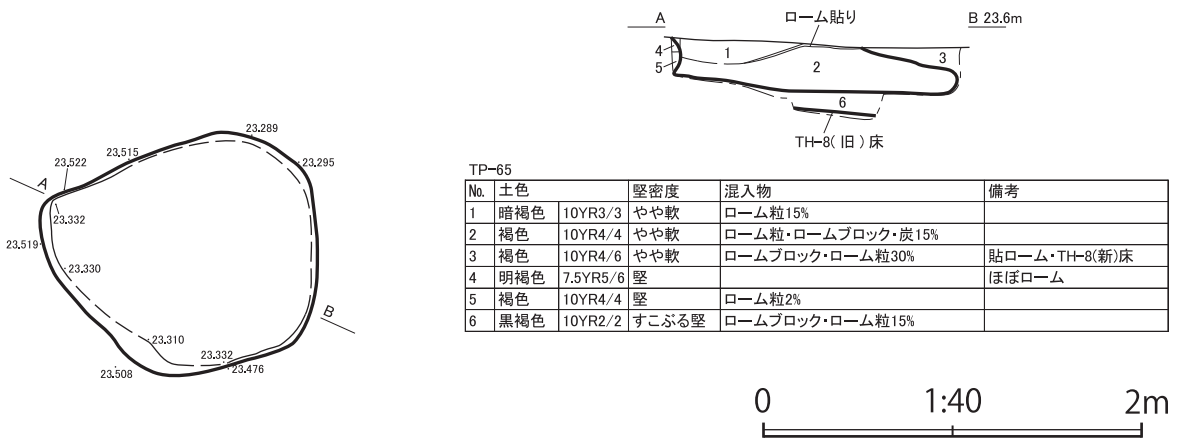 A
ローム貼り
B 23.6m
1
2
3
4
5
6
TH-8(旧)床
23.289
23.515
23.295
23.522
A
23.332
23.519
23.330
B
23.310
23.332
23.508
23.476
TP-65
No. 土色 堅密度 混入物 備考
1 暗褐色 10YR3/3 やや軟 ローム粒15%
2 褐色 10YR4/4 やや軟 ローム粒・ロームブロック・炭15%
3 褐色 10YR4/6 やや軟 ロームブロック・ローム粒30% 貼ローム・TH-8(新)床
4 明褐色 7.5YR5/6 堅 ほぼローム
5 褐色 10YR4/4 堅 ローム粒2%
6 黒褐色 10YR2/2 すこぶる堅 ロームブロック・ローム粒15%
0 1:40 2m